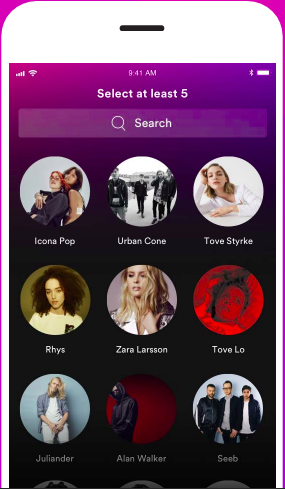 9:41 AM
Select at least 5
Search
Icona Pop
Urban Cone
Tove Styrke
Rhys
Zara Larsson
Tove Lo
Juliander
Alan Walker
Seeb